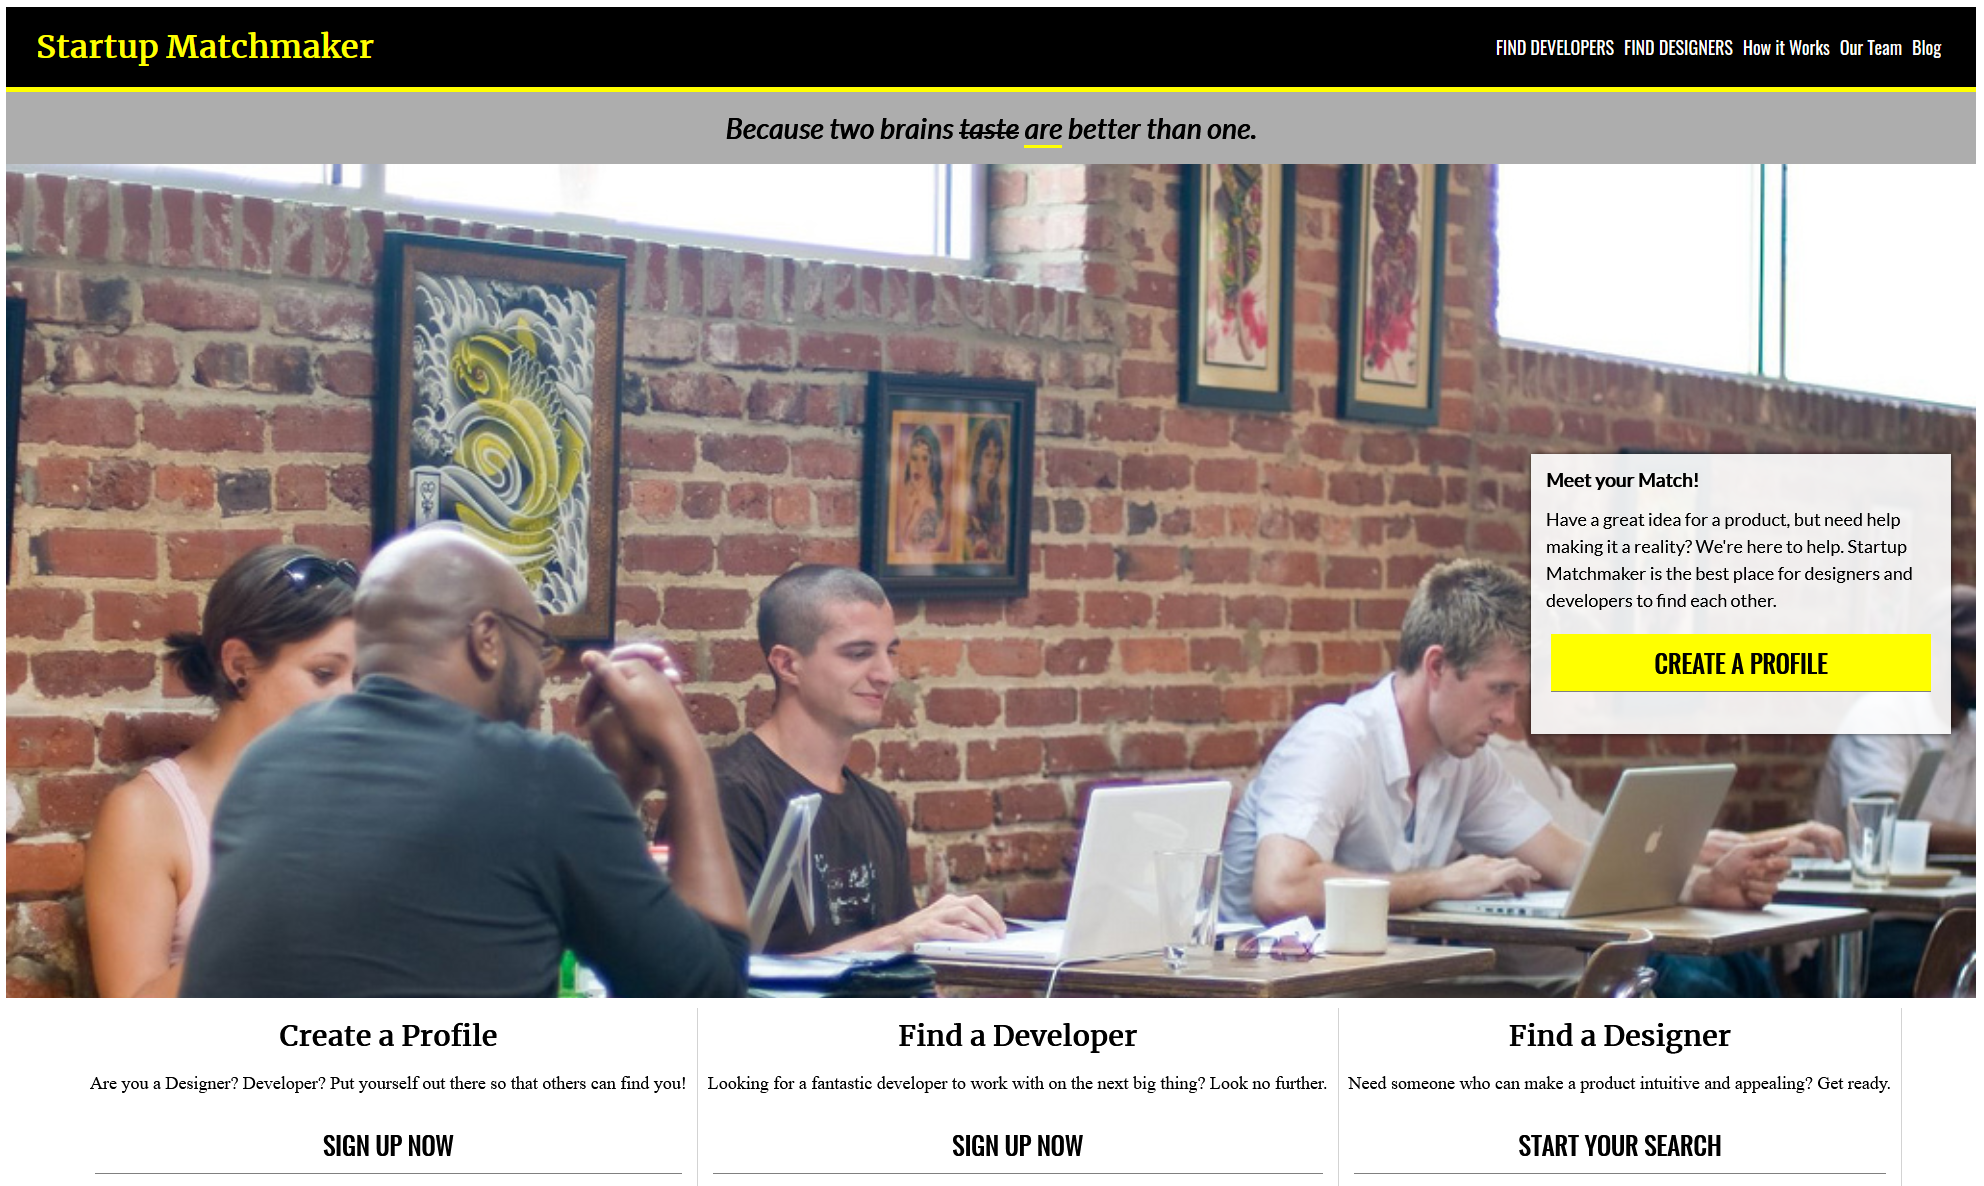 Startup Matchmaker
FIND DEVELOPERS FIND DESIGNERS How it Works Our Team Blog
Because two brains taste are better than one.
Meet your Match!
Have a great idea for a product, but need help
making it a reality? We're here to help. Startup
Matchmaker is the best place for designers and
developers to find each other.
CREATE A PROFILE
Create a Profile
Are you a Designer? Developer? Put yourself out there so that others can find you!
SIGN UP NOW
Find a Developer
Looking for a fantastic developer to work with on the next big thing? Look no further.
SIGN UP NOW
Find a Designer
Need someone who can make a product intuitive and appealing? Get ready.
START YOUR SEARCH